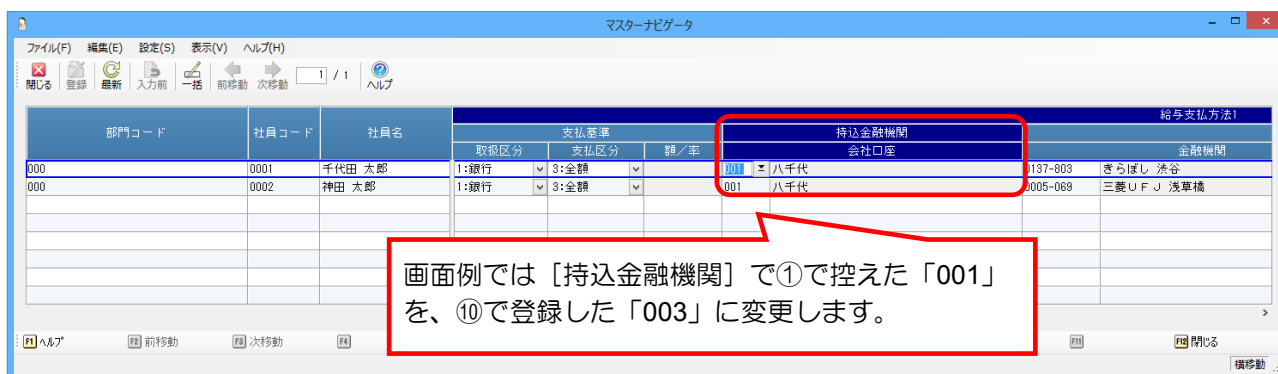 マスターナビゲータ
ファイル(F) 編集(E) 設定(S) 表示(V) ヘルプ(H)
閉じる 登録 最新 入力前 一括 前移動 次移動 1 / 1 ヘルプ
給与支払方法1
部門コード 社員コード 社員名 支払基準 持込金融機関
取扱区分 支払区分 額／率 会社口座 金融機関
000 0001 千代田 太郎 1:銀行 3:全額 001 八千代 0137-803 きらぼし 渋谷
000 0002 神田 太郎 1:銀行 3:全額 001 八千代 0005-069 三菱ＵＦＪ 浅草橋
画面例では［持込金融機関］で①で控えた「001」
を、⑩で登録した「003」に変更します。
F1 ヘルプ F2 前移動 F3 次移動 F4 F11 F12 閉じる
横移動